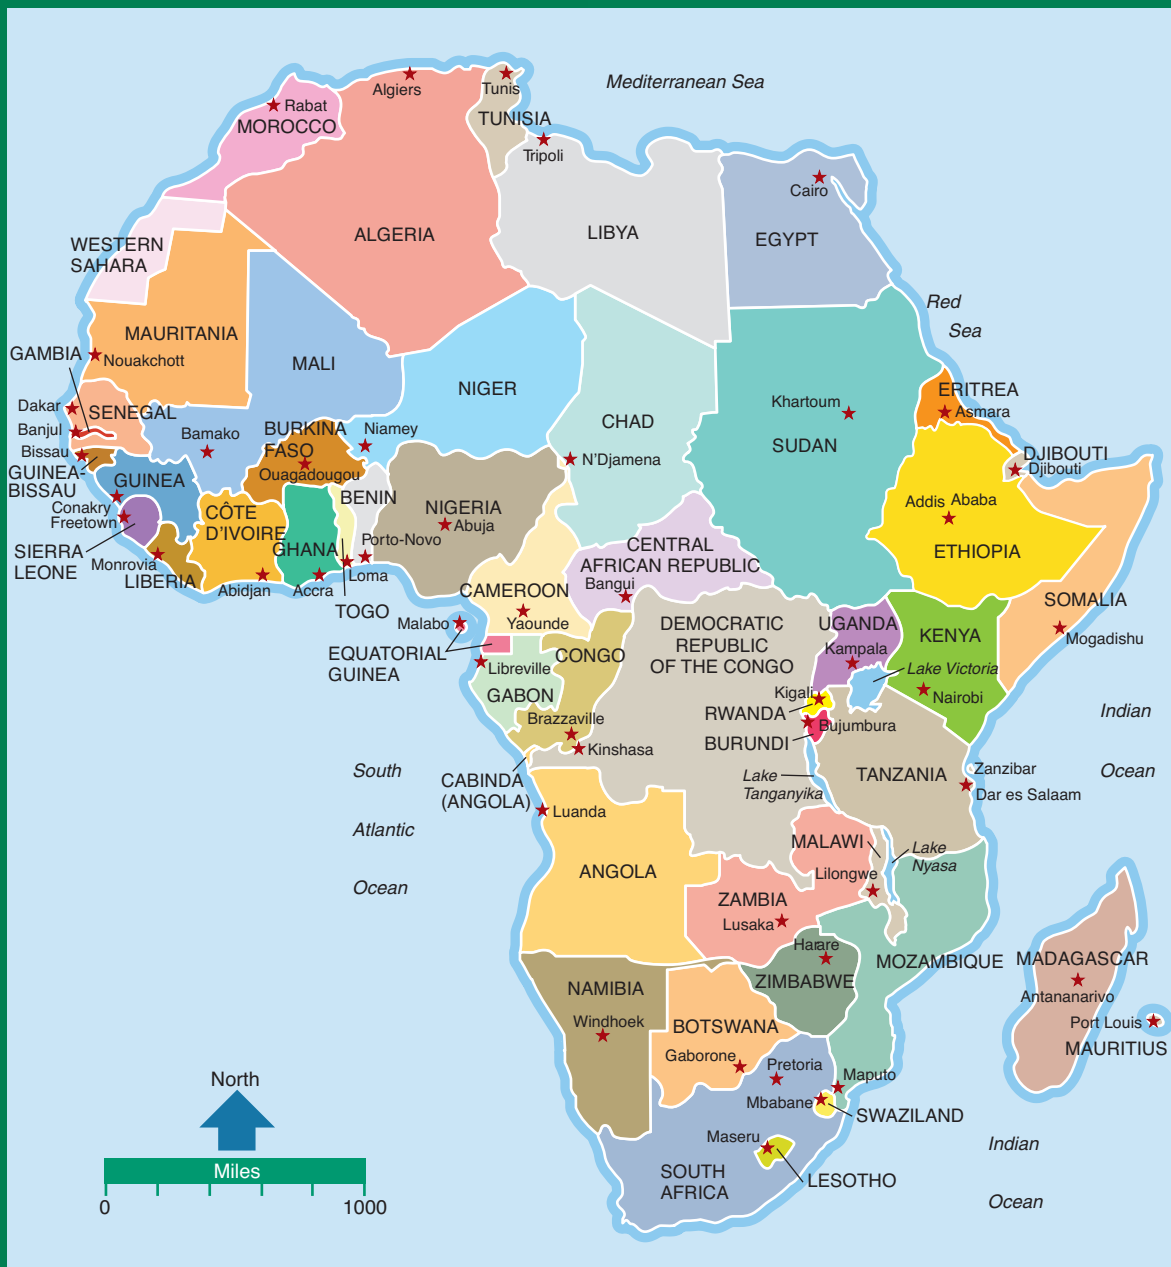 Mediterranean Sea
Algiers
Tunis
Rabat
MOROCCO
TUNISIA
Tripoli
Cairo
ALGERIA
LIBYA
EGYPT
WESTERN
SAHARA
Red
Sea
MAURITANIA
GAMBIA
Nouakchott
MALI
NIGER
CHAD
Khartoum
SUDAN
ERITREA
Asmara
Dakar
SENEGAL
Banjul
Bamako
BURKINA
FASO
Niamey
Ouagadougou
N'Djamena
DJIBOUTI
Djibouti
Bissau
GUINEA-
BISSAU
GUINEA
Conakry
Freetown
CÔTE
D'IVOIRE
BENIN
NIGERIA
Abuja
Addis Ababa
ETHIOPIA
SIERRA
LEONE
Monrovia
LIBERIA
GHANA
Porto-Novo
Loma
Abidjan
Accra
TOGO
CENTRAL
AFRICAN REPUBLIC
Bangui
CAMEROON
Yaounde
Malabo
EQUATORIAL
GUINEA
Libreville
GABON
CONGO
DEMOCRATIC
REPUBLIC
OF THE CONGO
UGANDA
Kampala
KENYA
Nairobi
Lake Victoria
SOMALIA
Mogadishu
Kigali
RWANDA
Bujumbura
BURUNDI
Brazzaville
Kinshasa
CABINDA
(ANGOLA)
Lake
Tanganyika
TANZANIA
Zanzibar
Dar es Salaam
Indian
Ocean
South
Atlantic
Ocean
Luanda
ANGOLA
MALAWI
Lilongwe
Lake
Nyasa
ZAMBIA
Lusaka
Harare
ZIMBABWE
MOZAMBIQUE
MADAGASCAR
Antananarivo
Port Louis
MAURITIUS
NAMIBIA
Windhoek
BOTSWANA
Gaborone
Pretoria
Maputo
Mbabane
SWAZILAND
Maseru
LESOTHO
SOUTH
AFRICA
Indian
Ocean
North
Miles
0
1000